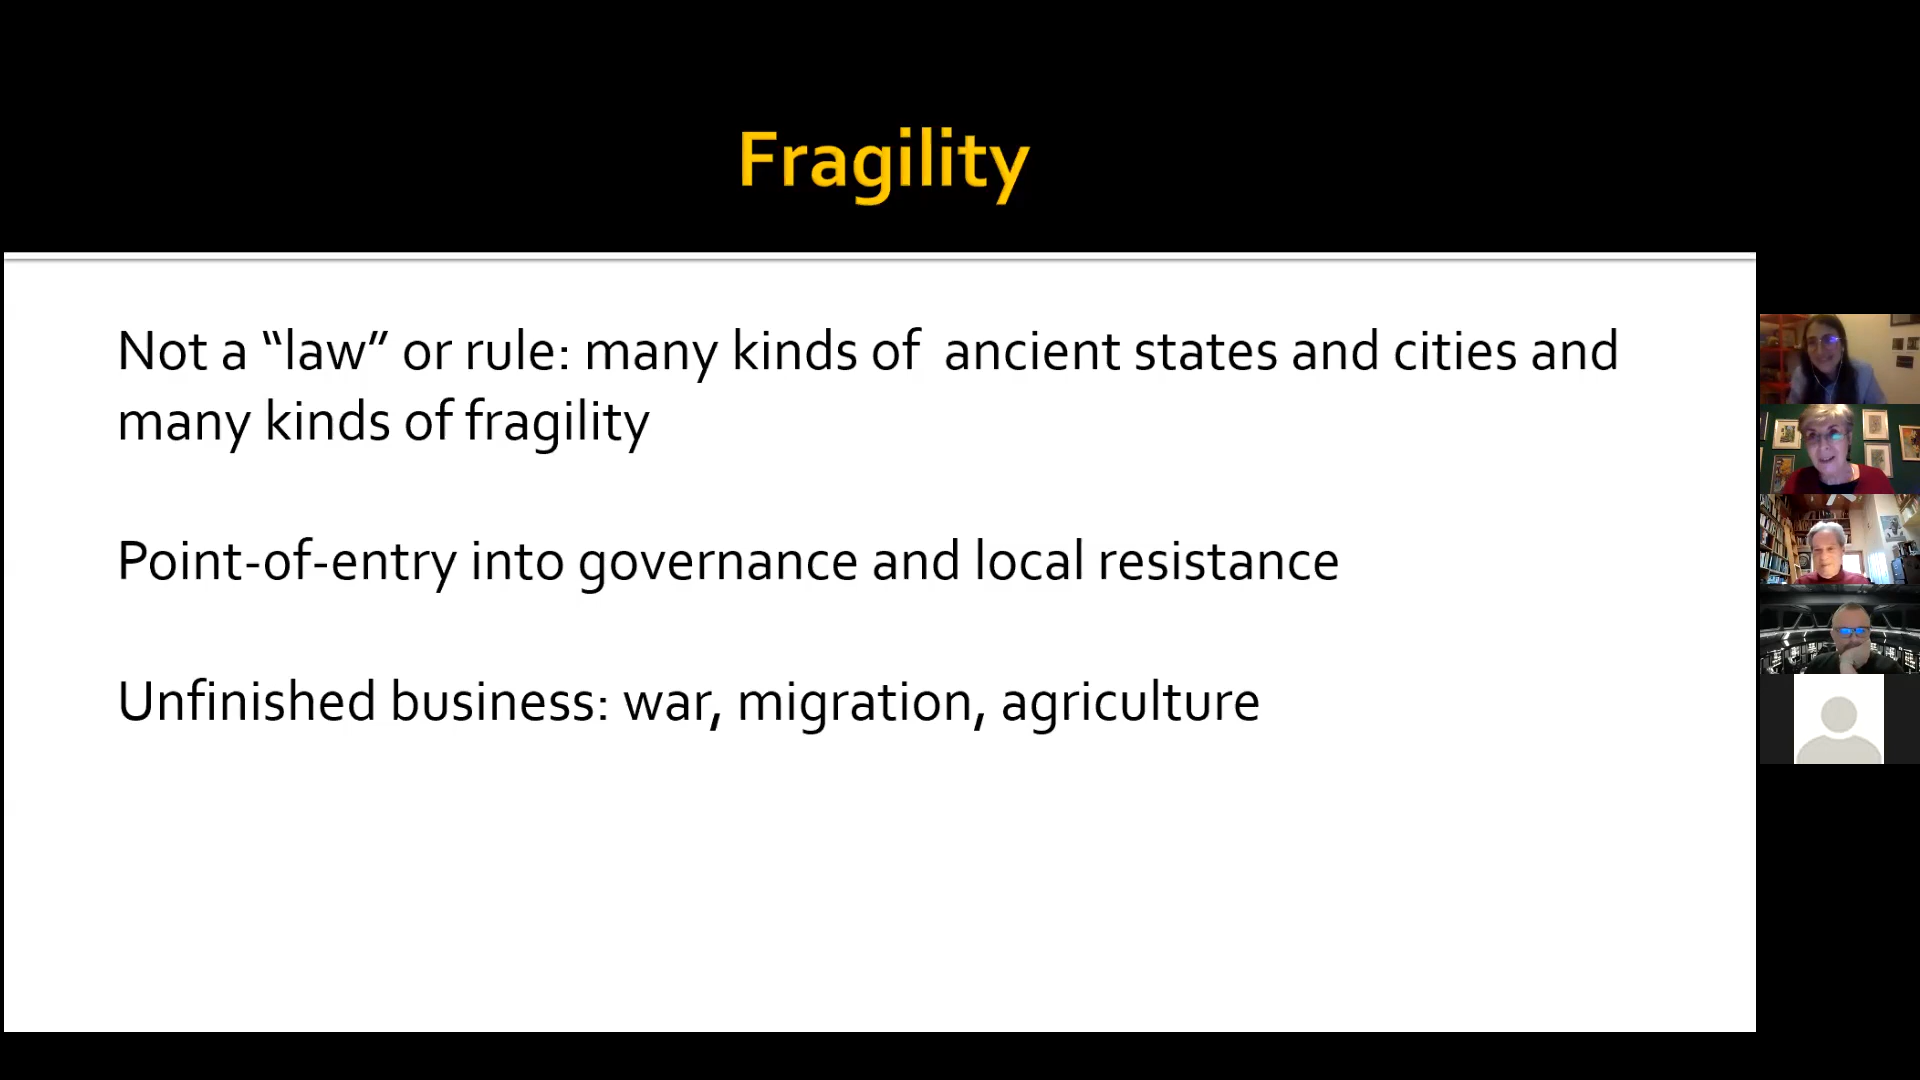 Fragility
Not a “law” or rule: many kinds of  ancient states and cities and
many kinds of fragility
Point-of-entry into governance and local resistance
Unfinished business: war, migration, agriculture